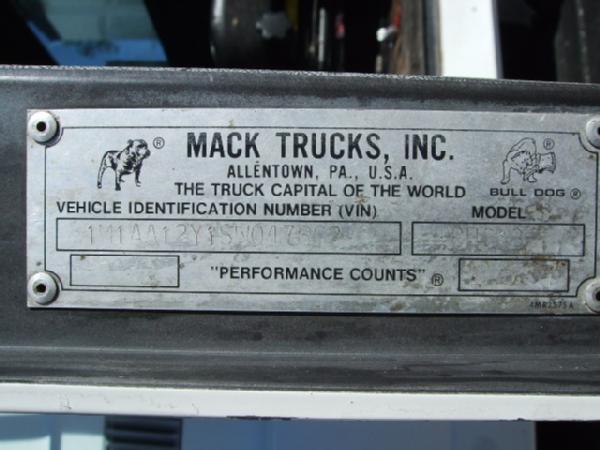 ® MACK TRUCKS, INC. ®
ALLENTOWN, PA., U.S.A.
THE TRUCK CAPITAL OF THE WORLD BULL DOG ®
VEHICLE IDENTIFICATION NUMBER (VIN) MODEL
"PERFORMANCE COUNTS" ®
4MR2575A